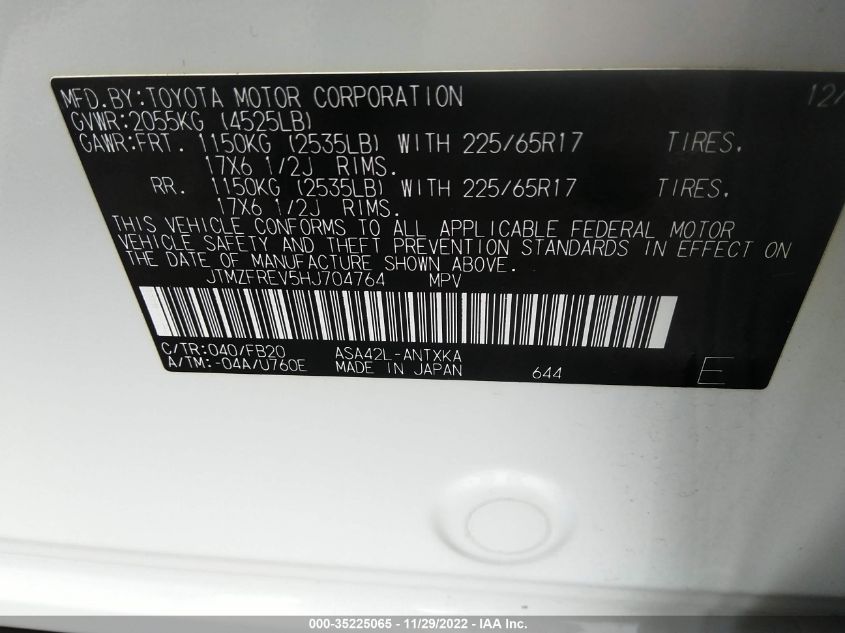 MFD.BY:TOYOTA MOTOR CORPORATION 12/
GVWR:2055KG (4525LB)
GAWR:FRT. 1150KG (2535LB) WITH 225/65R17 TIRES.
17X6 1/2J RIMS.
RR. 1150KG (2535LB) WITH 225/65R17 TIRES.
17X6 1/2J RIMS.
THIS VEHICLE CONFORMS TO ALL APPLICABLE FEDERAL MOTOR
VEHICLE SAFETY AND THEFT PREVENTION STANDARDS IN EFFECT ON
THE DATE OF MANUFACTURE SHOWN ABOVE.
JTMZFREV5HJ704764 MPV
C/TR:040/FB20 ASA42L-ANTXKA
A/TM:-04A/U760E MADE IN JAPAN 644 E
000-35225065 - 11/29/2022 - IAA Inc.